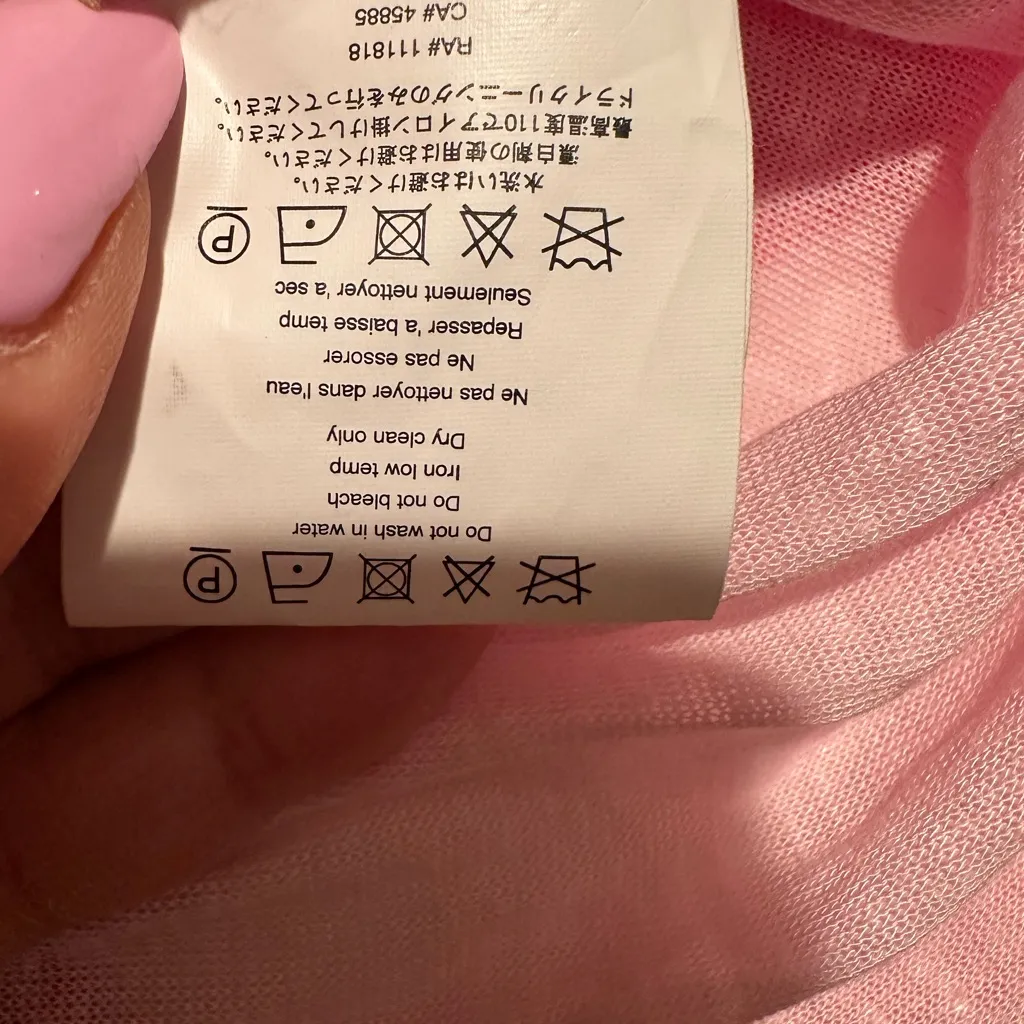 P
Do not wash in water
Do not bleach
Iron low temp
Dry clean only
Ne pas nettoyer dans l'eau
Ne pas essorer
Repasser 'a baisse temp
Seulement nettoyer 'a sec
P
水洗いはお避けください。
漂白剤の使用はお避けください。
最高温度110でアイロン掛けしてください。
ドライクリーニングのみを行ってください。
RA# 111818
CA# 45885